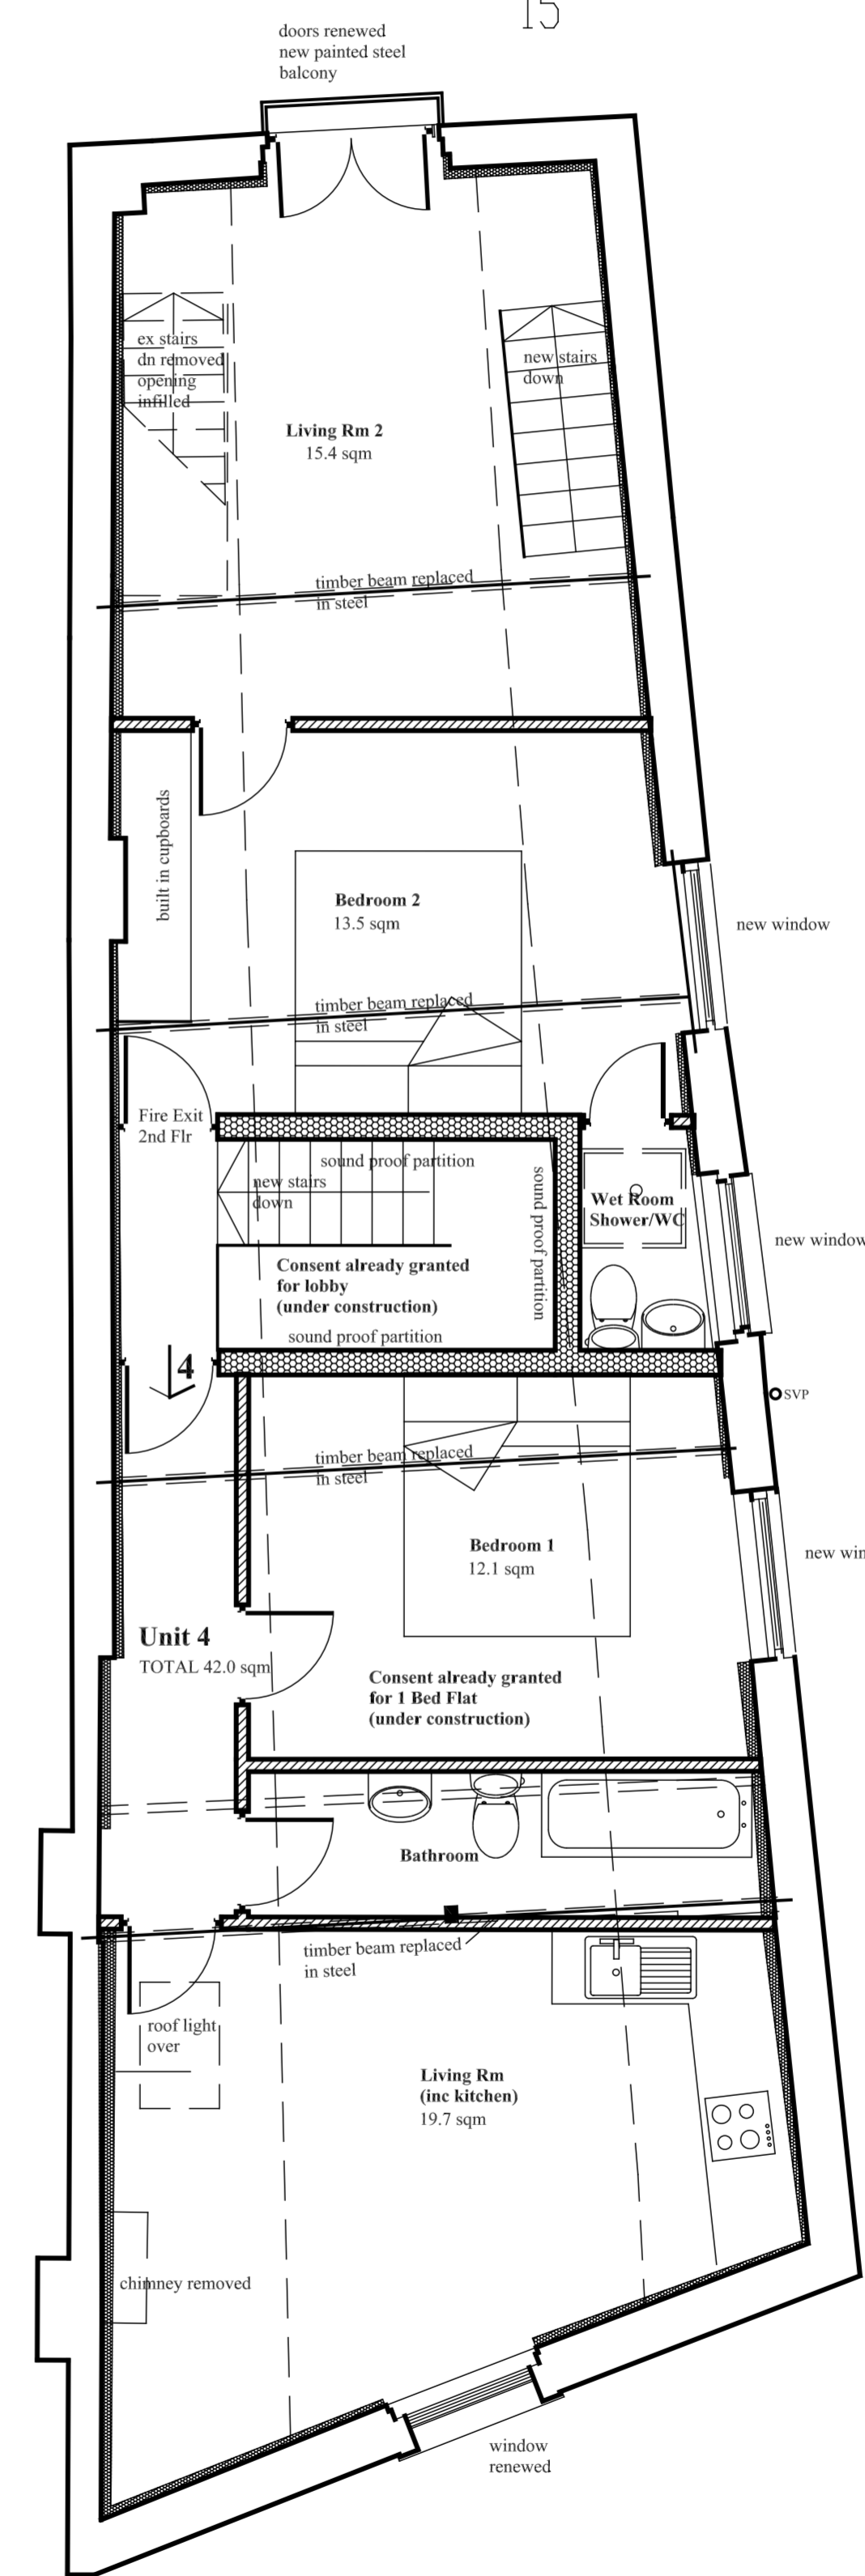 15
doors renewed
new painted steel
balcony
ex stairs
dn removed
opening
infilled
new stairs
down
Living Rm 2
15.4 sqm
timber beam replaced
in steel
built in cupboards
Bedroom 2
13.5 sqm
new window
timber beam replaced
in steel
Fire Exit
2nd Flr
sound proof partition
new stairs
down
sound proof partition
Wet Room
Shower/WC
new window
Consent already granted
for lobby
(under construction)
sound proof partition
4
SVP
timber beam replaced
in steel
Bedroom 1
12.1 sqm
new win
Unit 4
TOTAL 42.0 sqm
Consent already granted
for 1 Bed Flat
(under construction)
Bathroom
timber beam replaced
in steel
roof light
over
Living Rm
(inc kitchen)
19.7 sqm
chimney removed
window
renewed